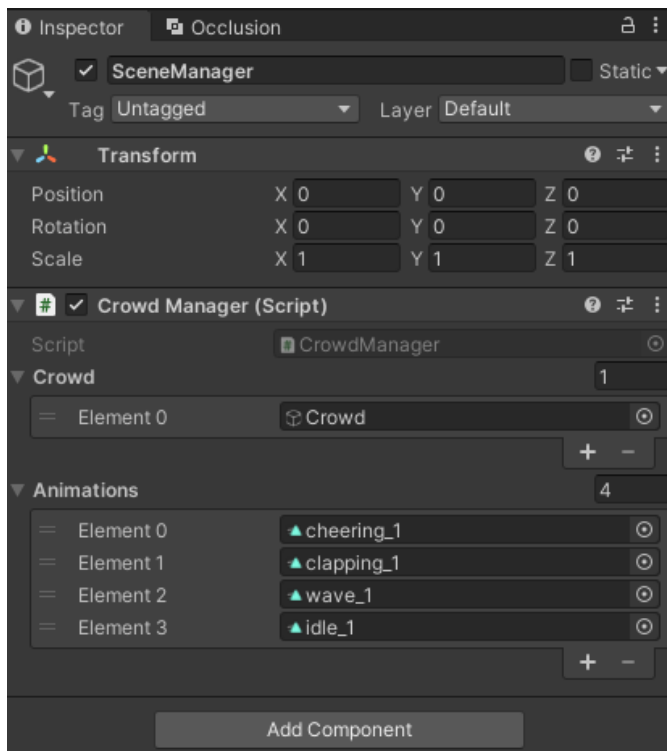 Inspector Occlusion
SceneManager Static
Tag Untagged Layer Default
Transform
Position X 0 Y 0 Z 0
Rotation X 0 Y 0 Z 0
Scale X 1 Y 1 Z 1
# Crowd Manager (Script)
Script # CrowdManager
Crowd 1
Element 0 Crowd
+ −
Animations 4
Element 0 cheering_1
Element 1 clapping_1
Element 2 wave_1
Element 3 idle_1
+ −
Add Component